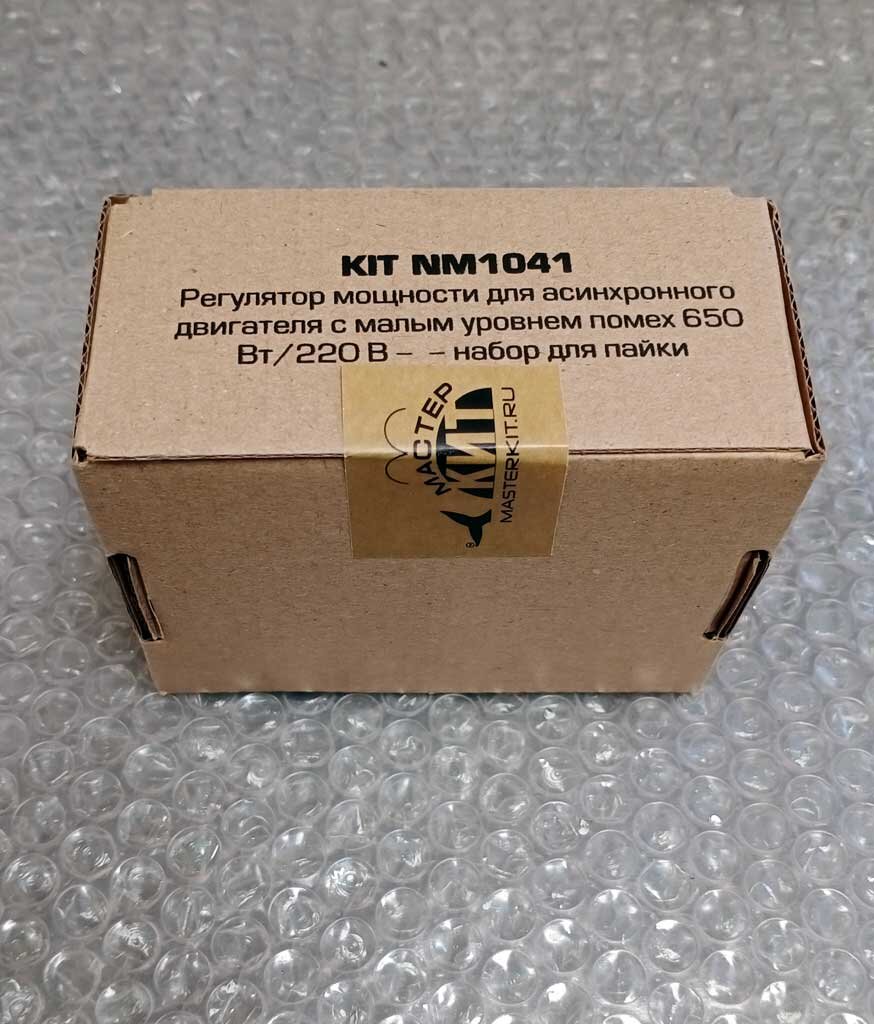 KIT NM1041
Регулятор мощности для асинхронного
двигателя с малым уровнем помех 650
Вт/220 В – – набор для пайки
МАСТЕР
КИТ
®
MASTERKIT.RU